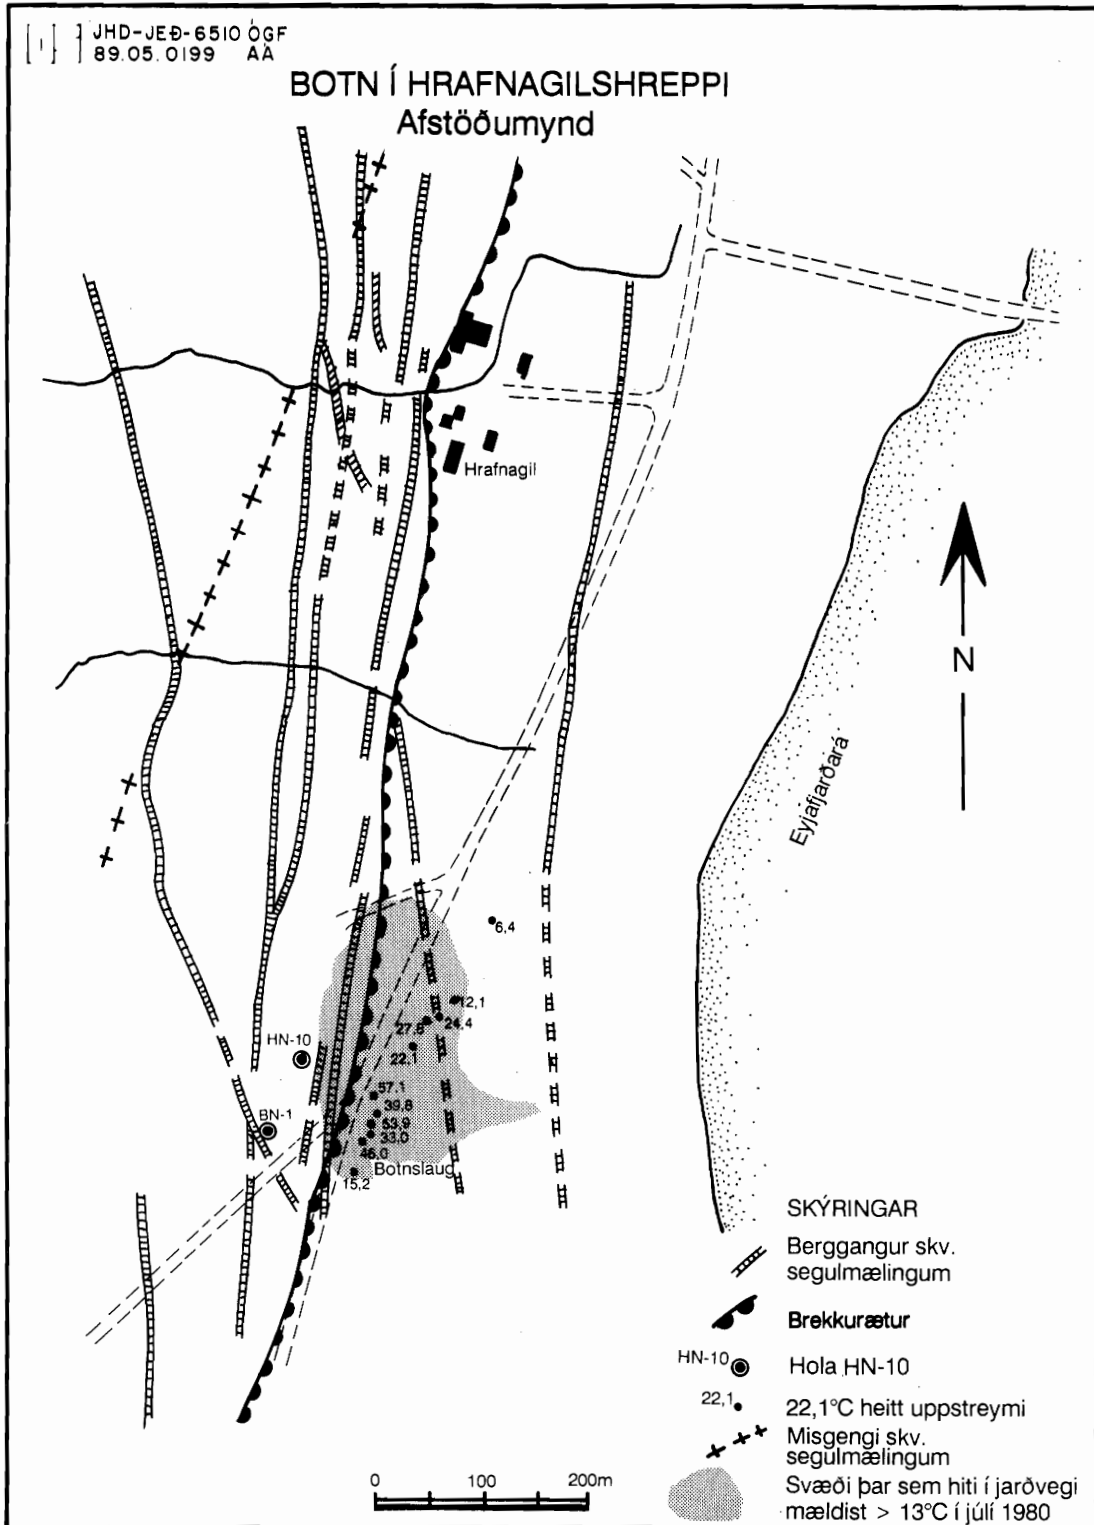 JHD-JEÐ-6510 ÓGF
89.05.0199 AA
BOTN Í HRAFNAGILSHREPPI
Afstöðumynd
Hrafnagil
N
Eyjafjarðará
6,4
12,1
24,4
27,8
22,1
HN-10
57,1
39,8
53,9
33,0
46,0
BN-1
Botnslaug
15,2
SKÝRINGAR
Berggangur skv.
segulmælingum
Brekkurætur
HN-10
Hola HN-10
22,1
22,1°C heitt uppstreymi
Misgengi skv.
segulmælingum
Svæði þar sem hiti í jarðvegi
mældist > 13°C í júlí 1980
0 100 200m